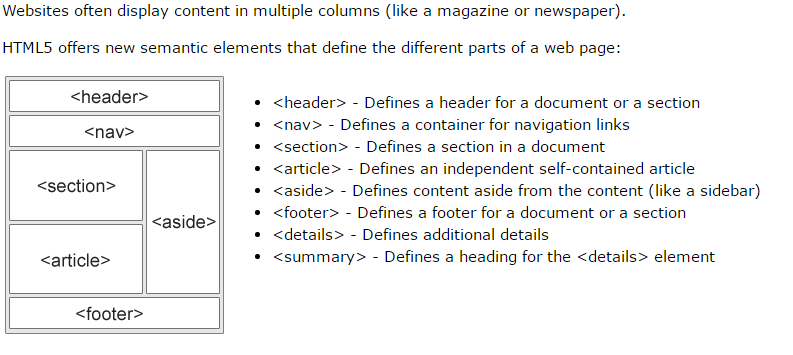 Websites often display content in multiple columns (like a magazine or newspaper).
HTML5 offers new semantic elements that define the different parts of a web page:
<header>
<nav>
<section>
<aside>
<article>
<footer>
• <header> - Defines a header for a document or a section
• <nav> - Defines a container for navigation links
• <section> - Defines a section in a document
• <article> - Defines an independent self-contained article
• <aside> - Defines content aside from the content (like a sidebar)
• <footer> - Defines a footer for a document or a section
• <details> - Defines additional details
• <summary> - Defines a heading for the <details> element